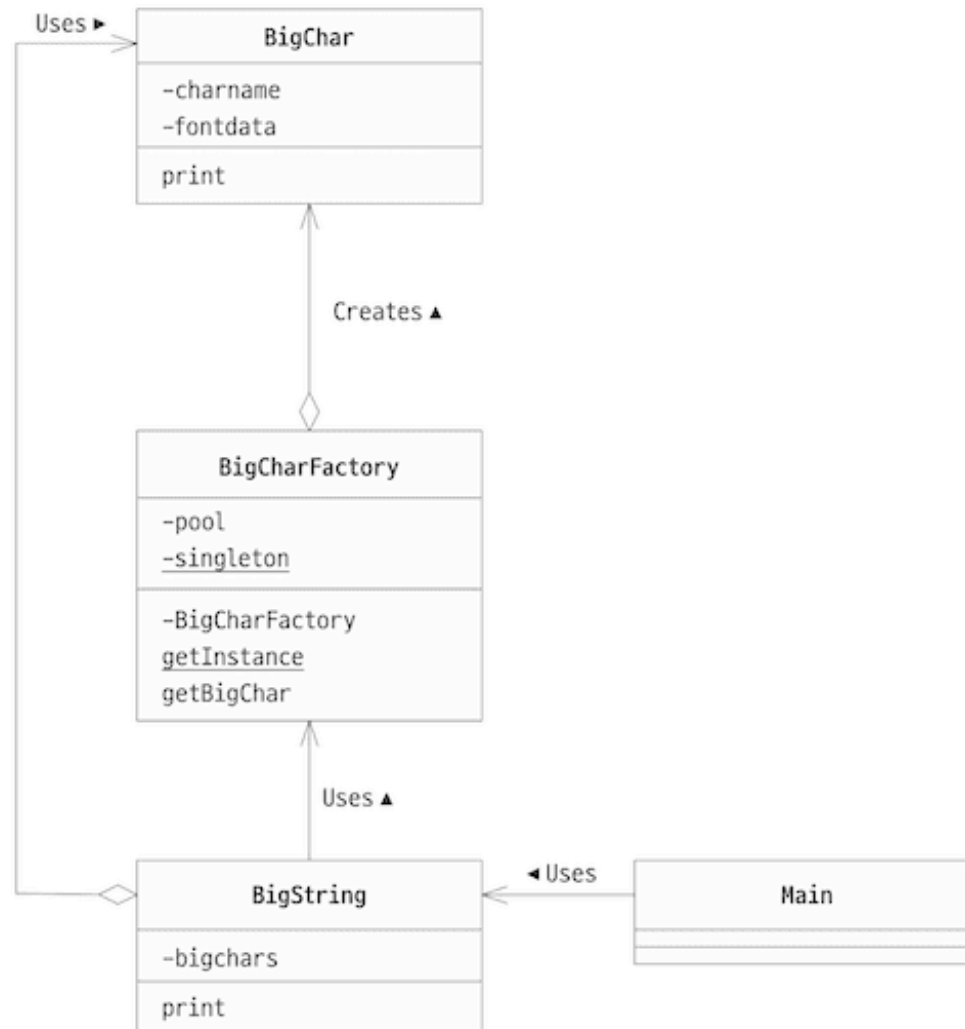 Uses ►
BigChar
-charname
-fontdata
print
Creates ▲
BigCharFactory
-pool
-singleton
-BigCharFactory
getInstance
getBigChar
Uses ▲
BigString
◄ Uses
Main
-bigchars
print